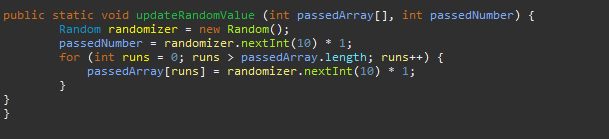 public static void updateRandomValue (int passedArray[], int passedNumber) {
Random randomizer = new Random();
passedNumber = randomizer.nextInt(10) * 1;
for (int runs = 0; runs > passedArray.length; runs++) {
passedArray[runs] = randomizer.nextInt(10) * 1;
}
}
}